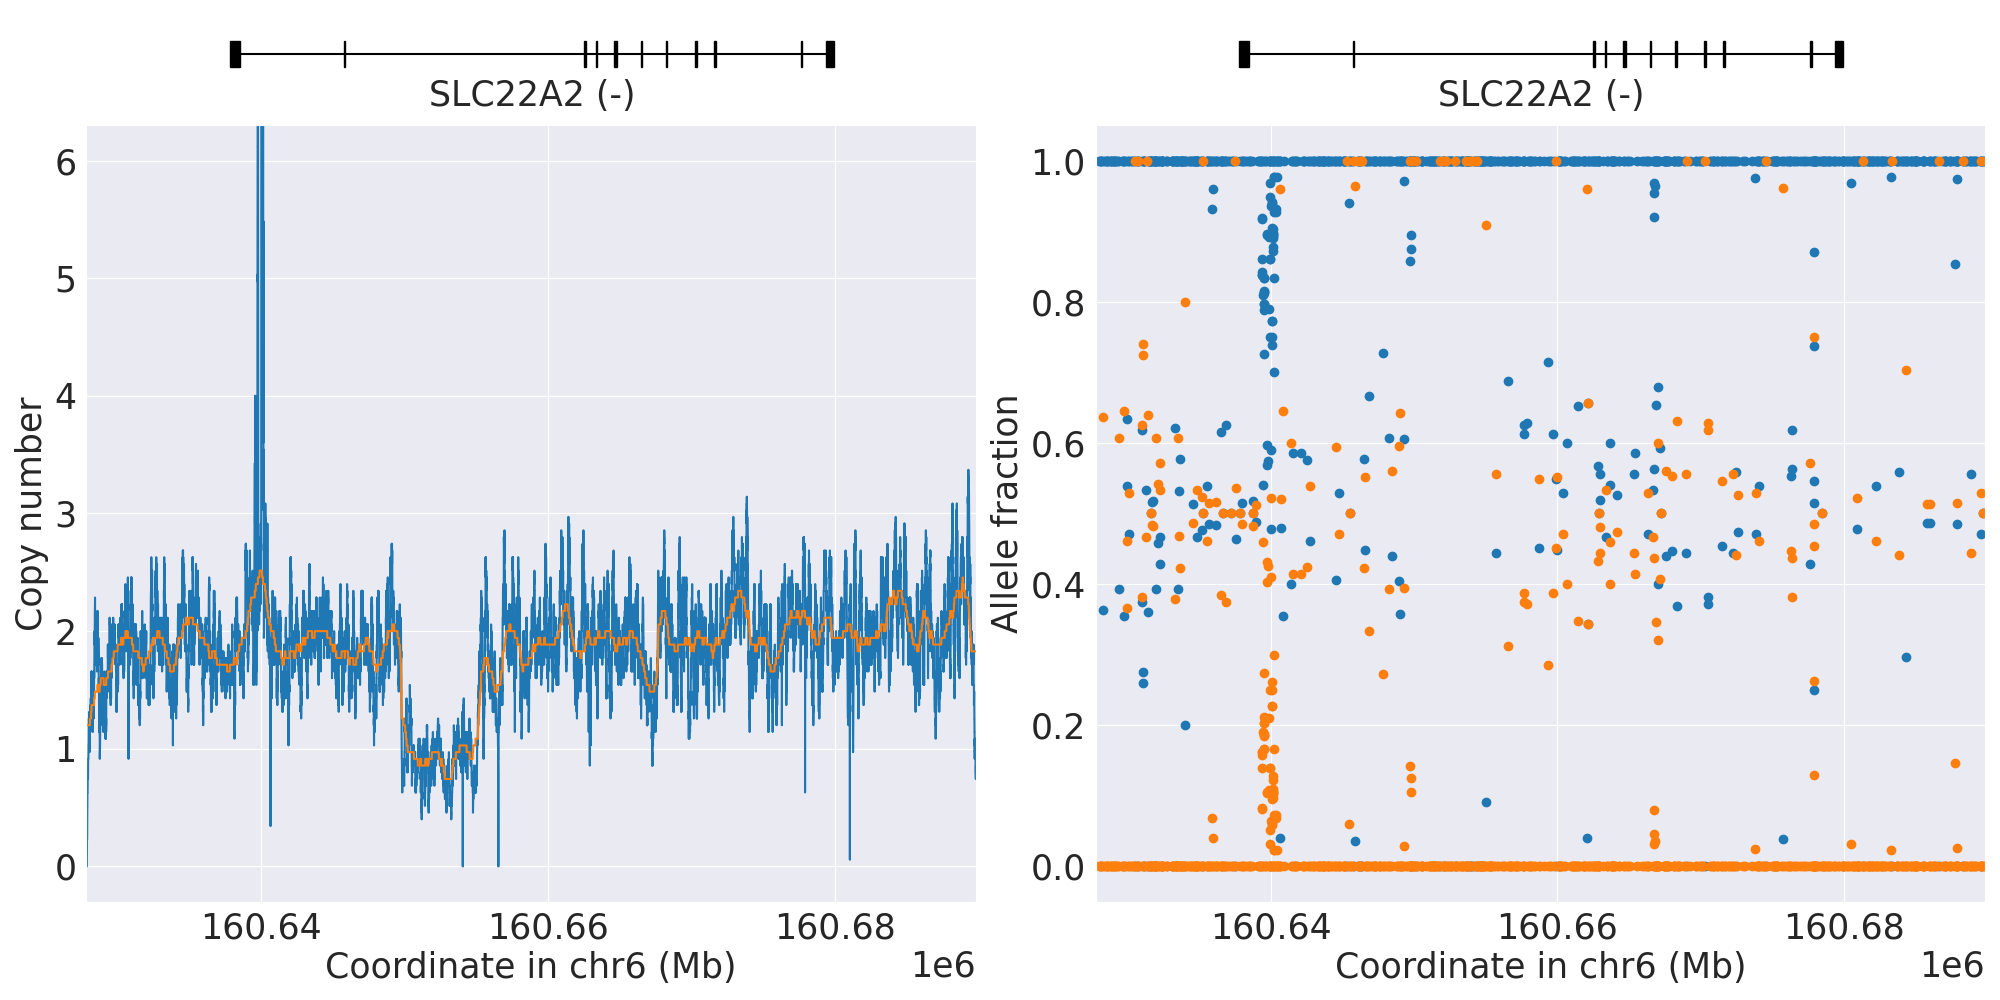 SLC22A2 (-)
6
5
4
3
2
1
0
Copy number
160.64 160.66 160.68
1e6
Coordinate in chr6 (Mb)
SLC22A2 (-)
1.0
0.8
0.6
0.4
0.2
0.0
Allele fraction
160.64 160.66 160.68
1e6
Coordinate in chr6 (Mb)